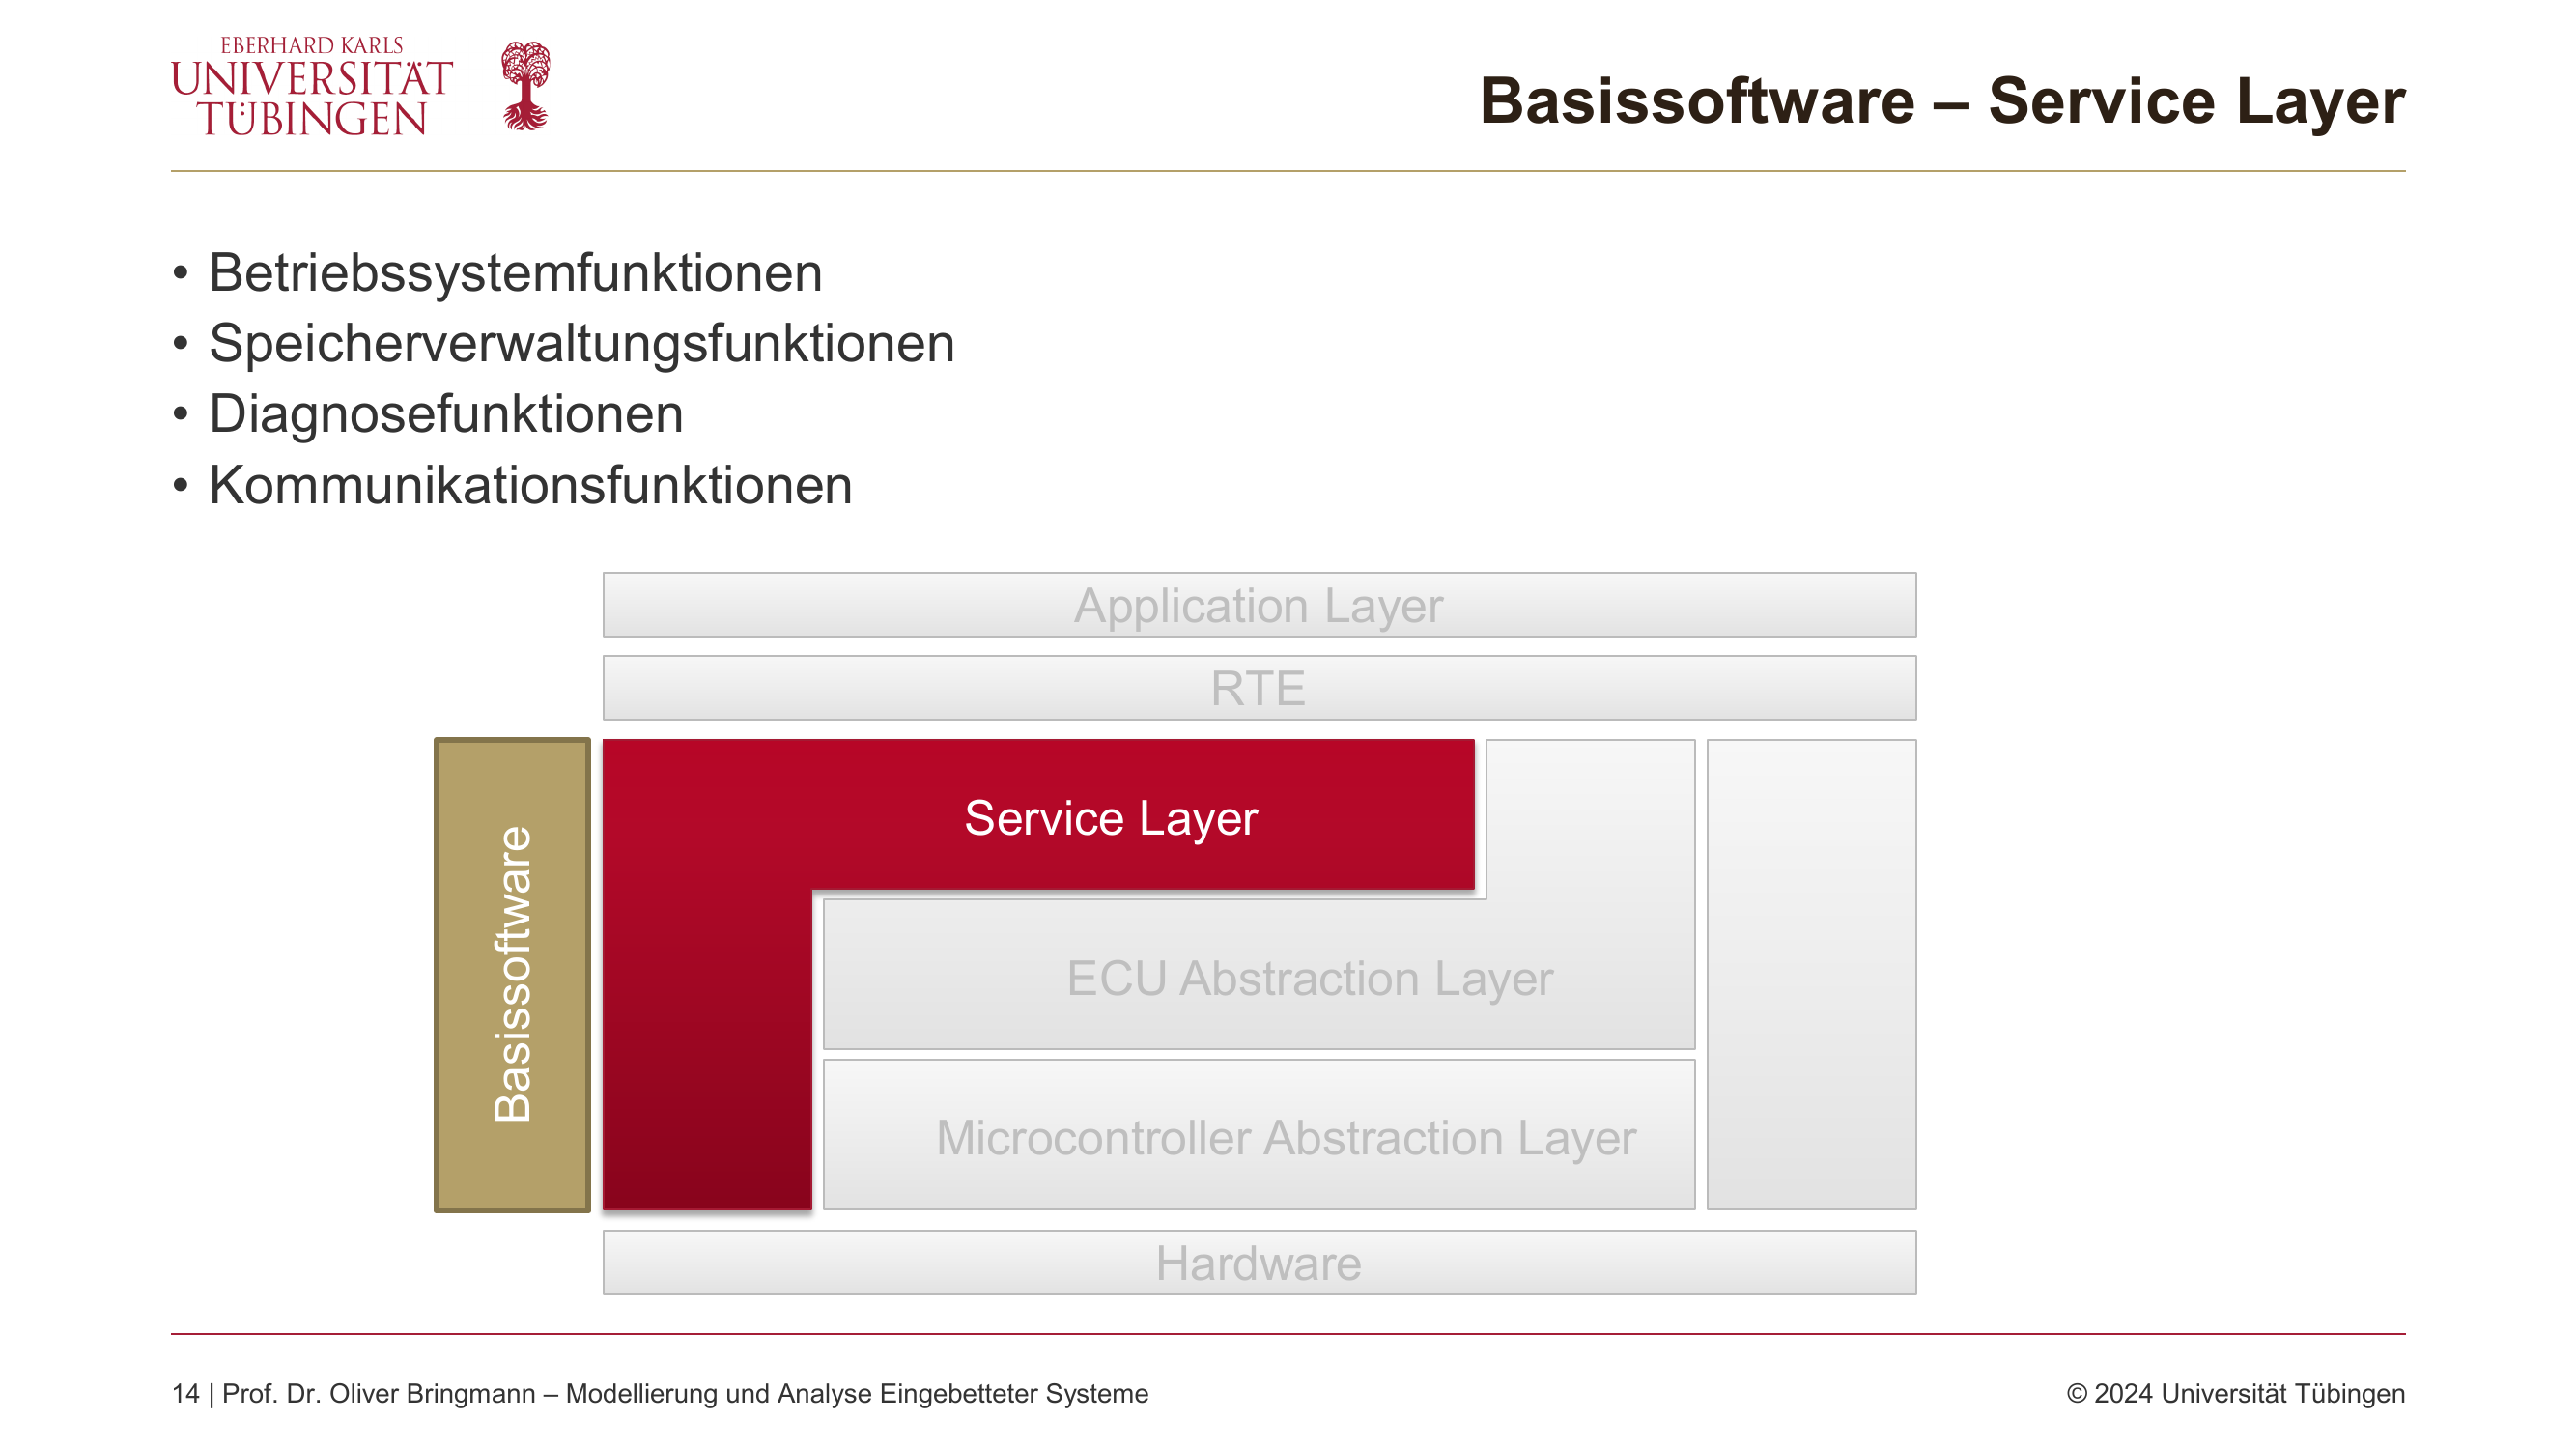 EBERHARD KARLS
UNIVERSITÄT
TÜBINGEN
Basissoftware – Service Layer
• Betriebssystemfunktionen
• Speicherverwaltungsfunktionen
• Diagnosefunktionen
• Kommunikationsfunktionen
Application Layer
RTE
Basissoftware
Service Layer
ECU Abstraction Layer
Microcontroller Abstraction Layer
Hardware
14 | Prof. Dr. Oliver Bringmann – Modellierung und Analyse Eingebetteter Systeme
© 2024 Universität Tübingen